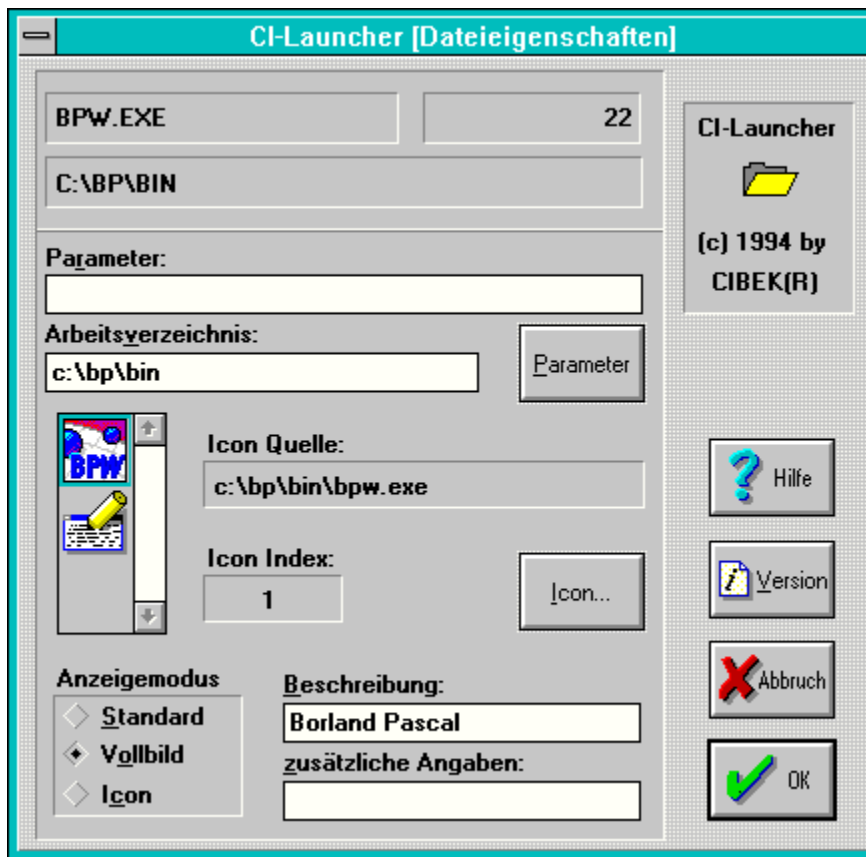 CI-Launcher [Dateieigenschaften]
BPW.EXE
22
C:\BP\BIN
CI-Launcher
(c) 1994 by
CIBEK(R)
Parameter:
Arbeitsverzeichnis:
c:\bp\bin
Parameter
BPW
Icon Quelle:
c:\bp\bin\bpw.exe
Icon Index:
1
Icon...
Hilfe
Version
Abbruch
OK
Anzeigemodus
Standard
Vollbild
Icon
Beschreibung:
Borland Pascal
zusätzliche Angaben: